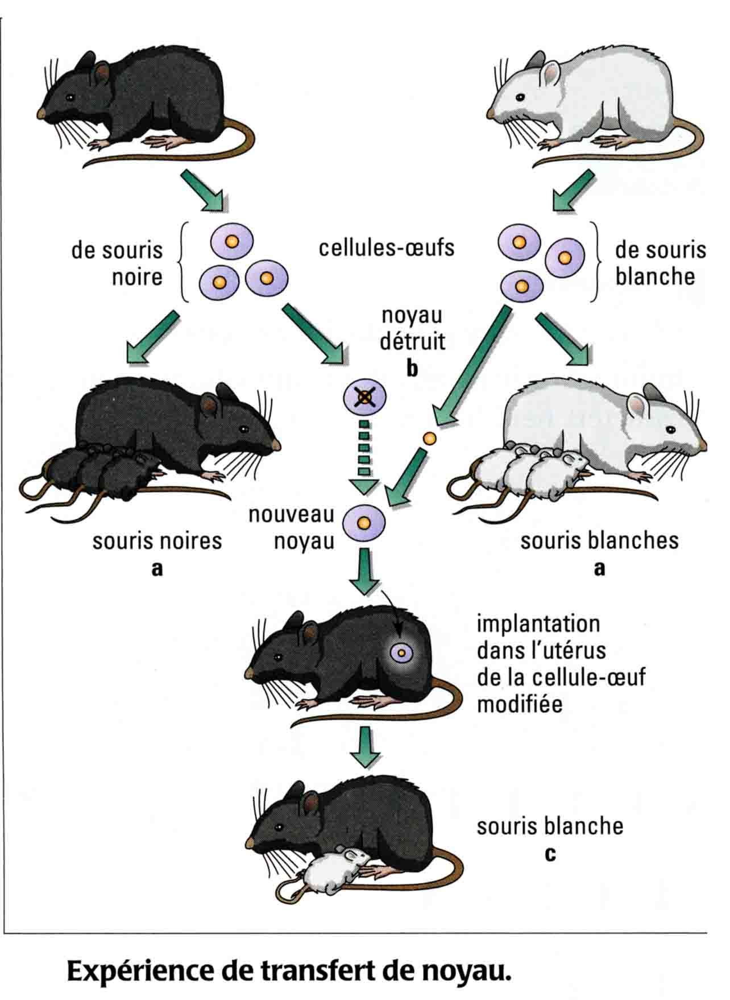 de souris
noire
cellules-œufs
de souris
blanche
noyau
détruit
b
nouveau
noyau
souris noires
a
souris blanches
a
implantation
dans l'utérus
de la cellule-œuf
modifiée
souris blanche
c
Expérience de transfert de noyau.